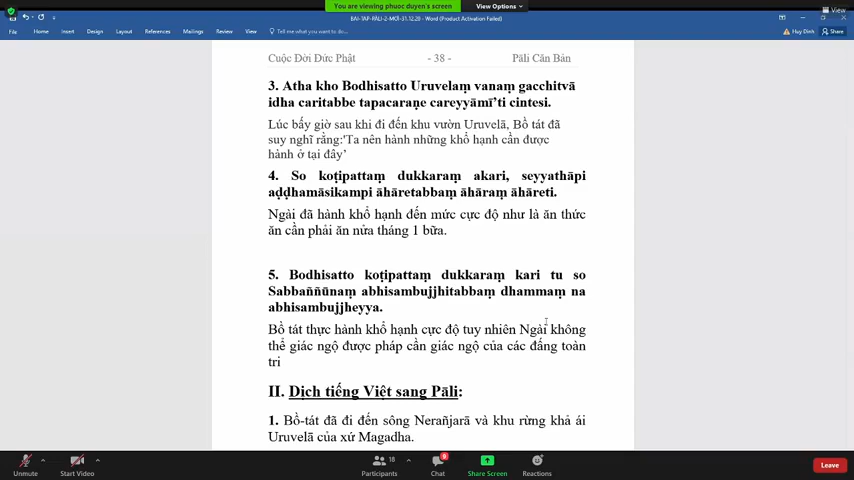 You are viewing phuoc duyen's screen
View Options
View
BAI-TAP-PALI-2-MOI-31.12.20 - Word (Product Activation Failed)
File Home Insert Design Layout References Mailings Review View Tell me what you want to do...
Huy Dinh Share
Cuộc Đời Đức Phật - 38 - Pāli Căn Bản
3. Atha kho Bodhisatto Uruvelaṃ vanaṃ gacchitvā
idha caritabbe tapacaraṇe careyyāmī’ti cintesi.
Lúc bấy giờ sau khi đi đến khu vườn Uruvelā, Bồ tát đã
suy nghĩ rằng:'Ta nên hành những khổ hạnh cần được
hành ở tại đây’
4. So koṭipattaṃ dukkaraṃ akari, seyyathāpi
aḍḍhamāsikampi āhāretabbaṃ āhāraṃ āhāreti.
Ngài đã hành khổ hạnh đến mức cực độ như là ăn thức
ăn cần phải ăn nửa tháng 1 bữa.
5. Bodhisatto koṭipattaṃ dukkaraṃ kari tu so
Sabbaññūnaṃ abhisambujjhitabbaṃ dhammaṃ na
abhisambujjheyya.
Bồ tát thực hành khổ hạnh cực độ tuy nhiên Ngài không
thể giác ngộ được pháp cần giác ngộ của các đấng toàn
tri
II. Dịch tiếng Việt sang Pāli:
1. Bồ-tát đã đi đến sông Nerañjarā và khu rừng khả ái
Uruvelā của xứ Magadha.
Unmute Start Video Participants 18 Chat 9 Share Screen Reactions Leave